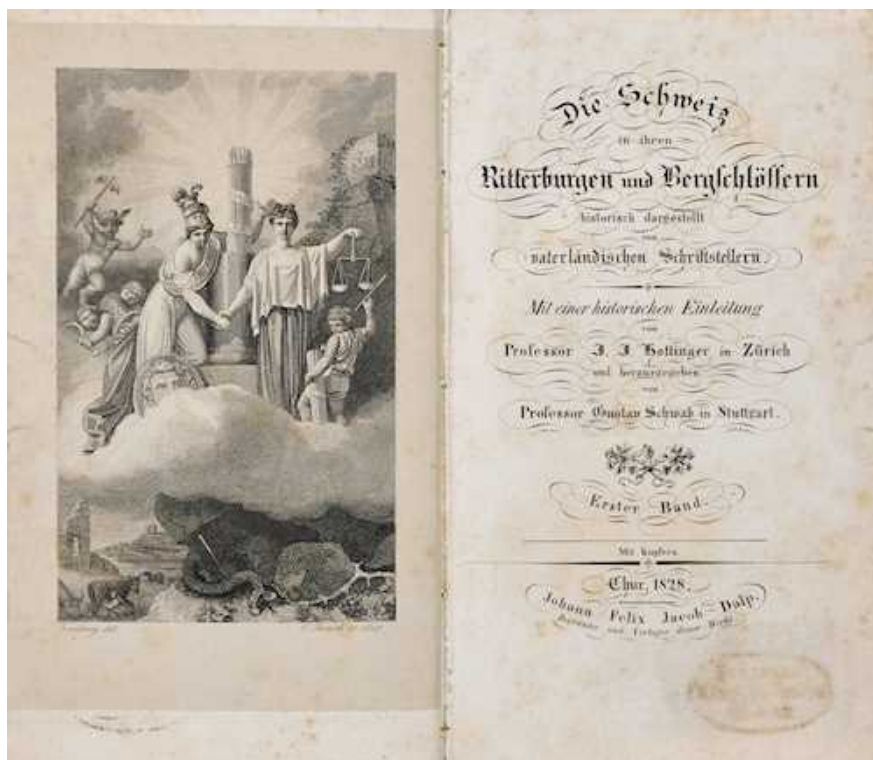 Die Schweiz
in ihren
Ritterburgen und Bergschlössern
historisch dargestellt
von
vaterländischen Schriftstellern.
Mit einer historischen Einleitung
von
Professor J. J Hottinger in Zürich
und herausgegeben
von
Professor Gustav Schwab in Stuttgart.
Erster Band.
Mit Kupfern
Chur, 1828.
Johann Felix Jacob Dalp.
und Verleger dieses Werks